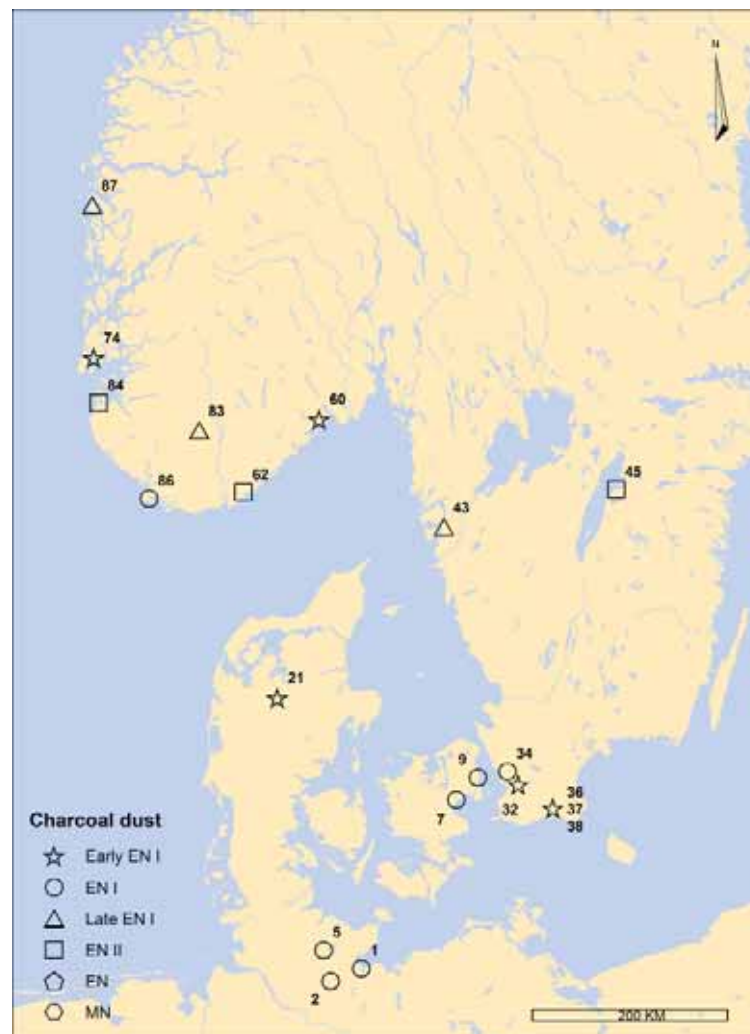 N
87
74
84
83
60
86
62
43
45
21
9
34
7
32
36
37
38
Charcoal dust
Early EN I
EN I
Late EN I
EN II
EN
MN
5
1
2
200 KM